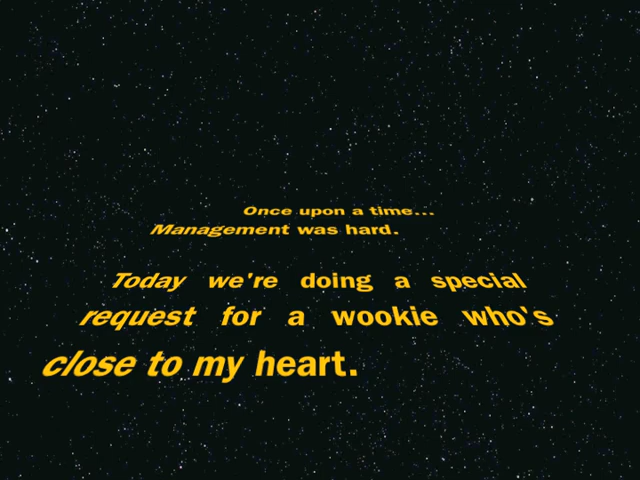 Once upon a time...
Management was hard.
Today we're doing a special
request for a wookie who's
close to my heart.